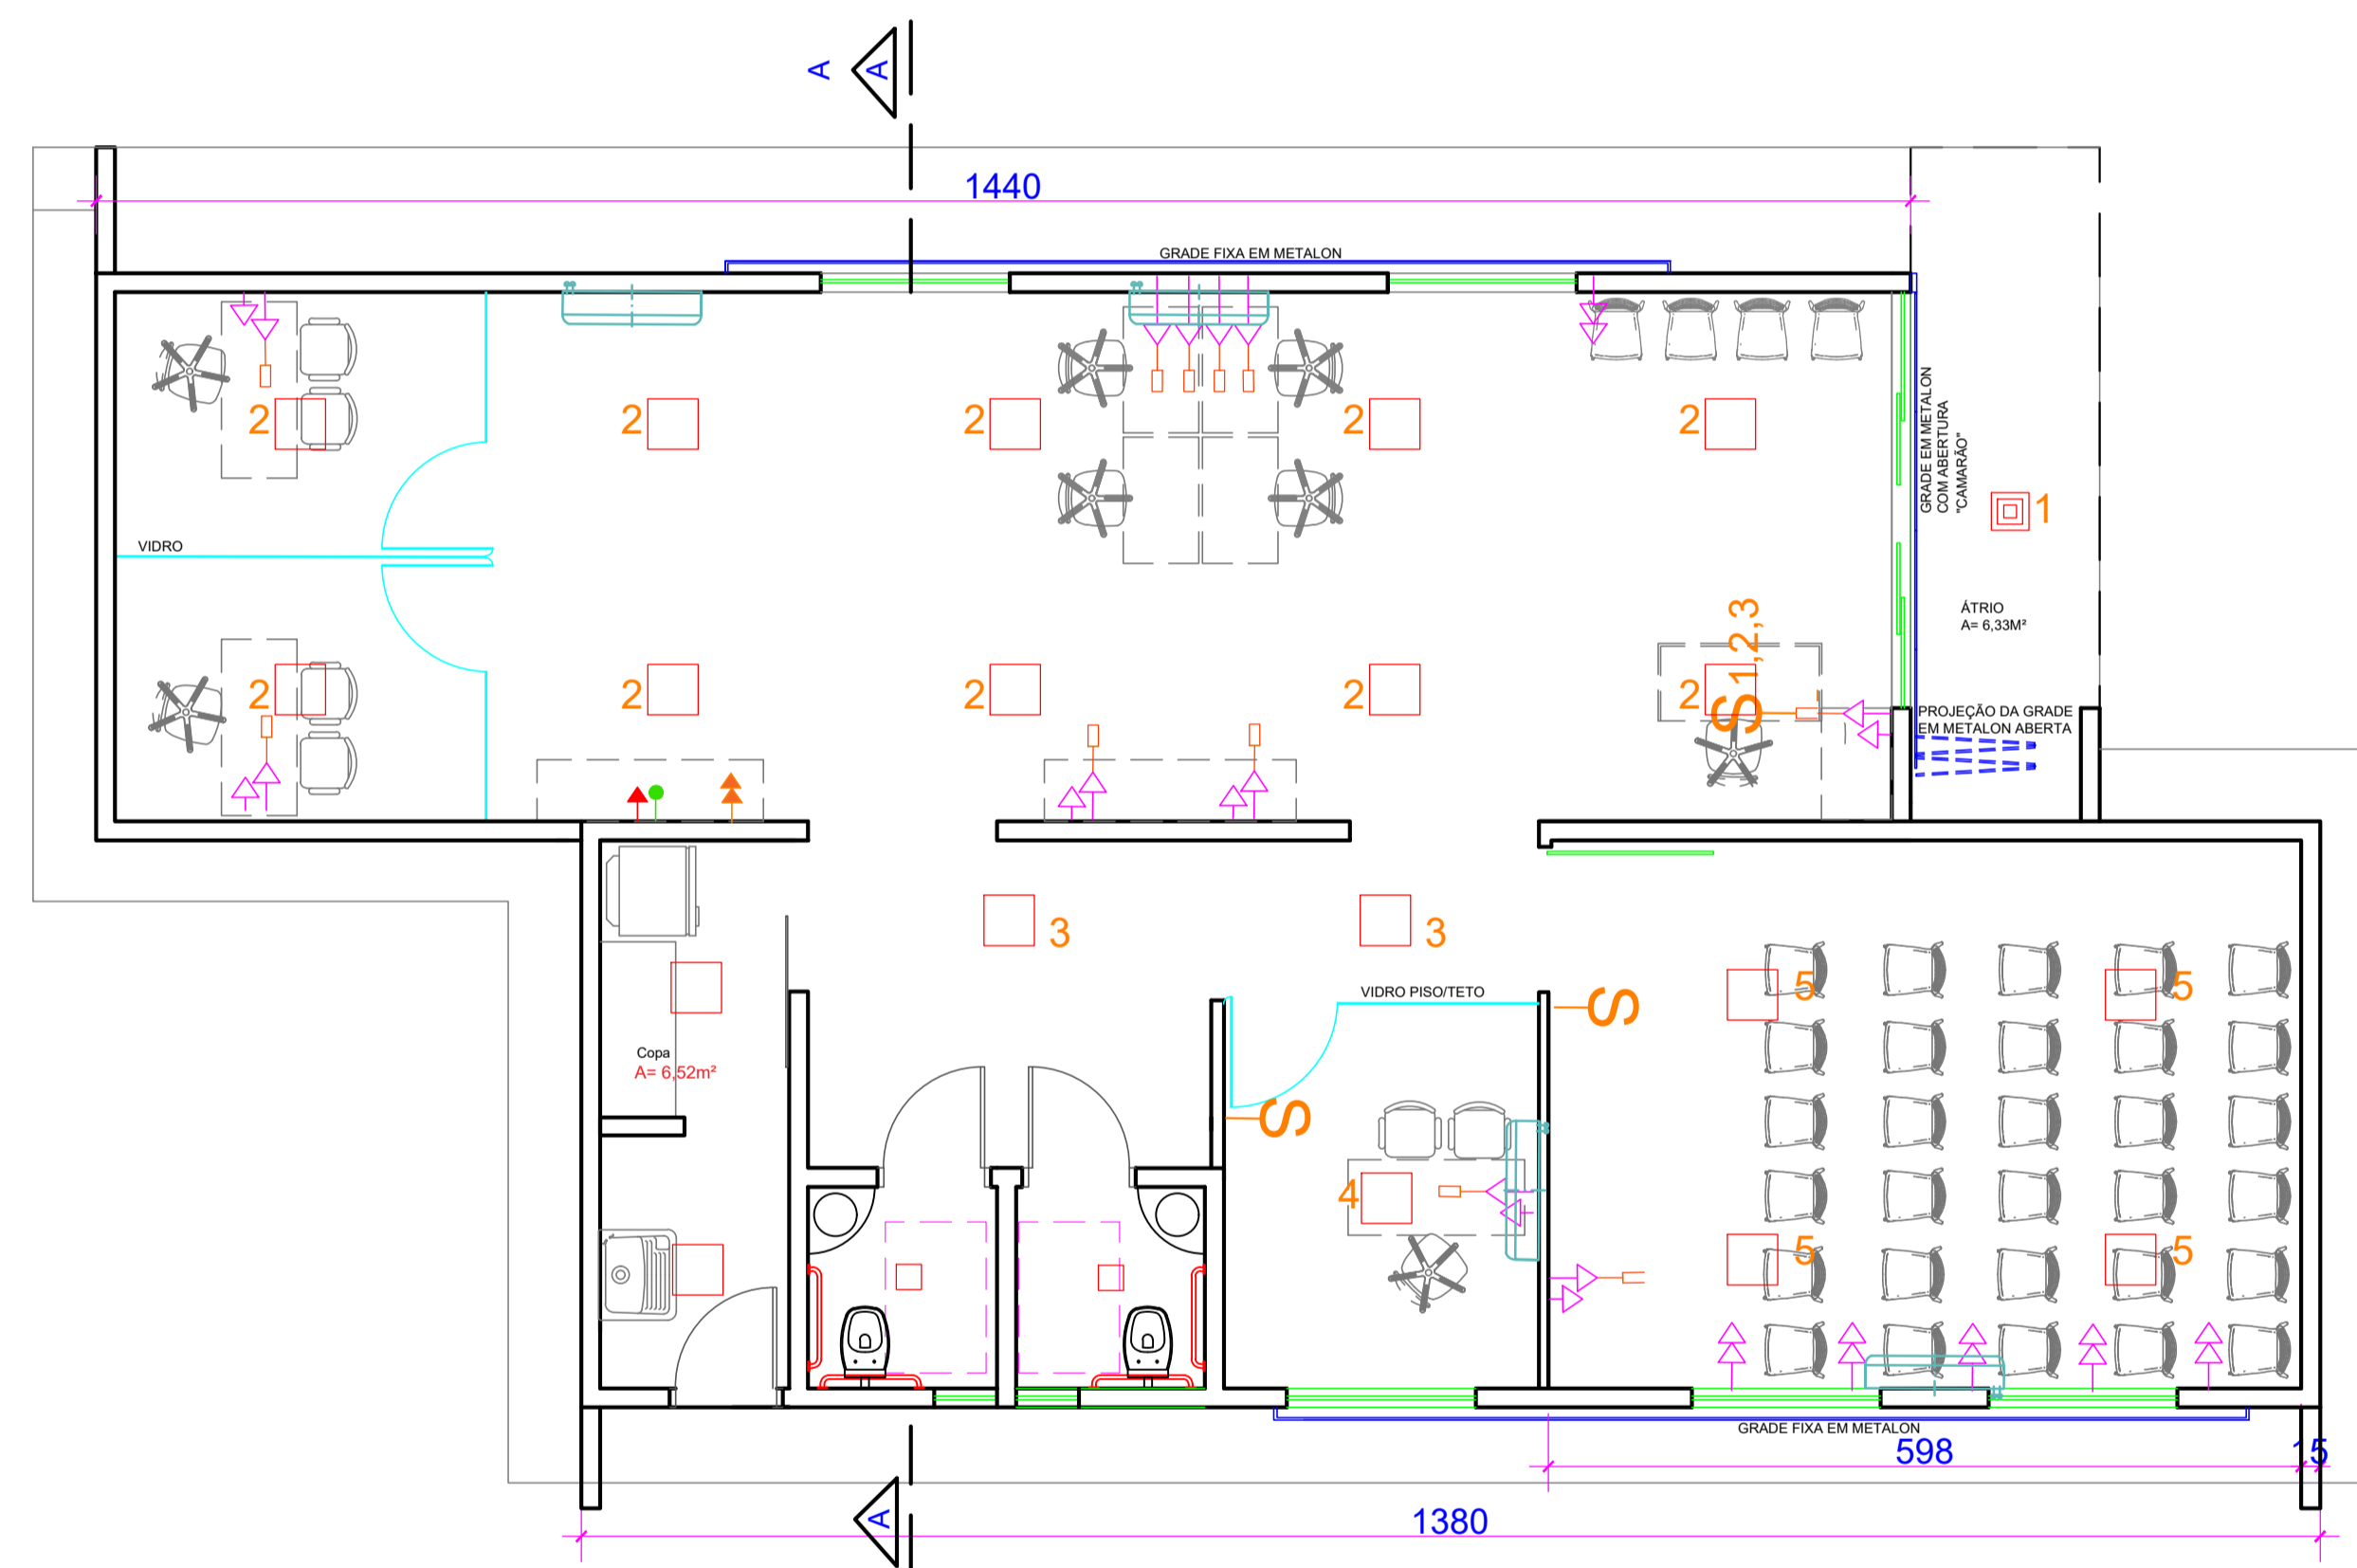 A
A
1440
GRADE FIXA EM METALON
GRADE EM METALON
COM ABERTURA
"CAMARÃO"
2
2
2
2
2
1
VIDRO
ÁTRIO
A= 6,33M²
S1,2,3
2
2
2
2
2
PROJEÇÃO DA GRADE
EM METALON ABERTA
3
3
VIDRO PISO/TETO
5
5
S
Copa
A= 6,52m²
S
4
5
5
GRADE FIXA EM METALON
598
15
A
1380